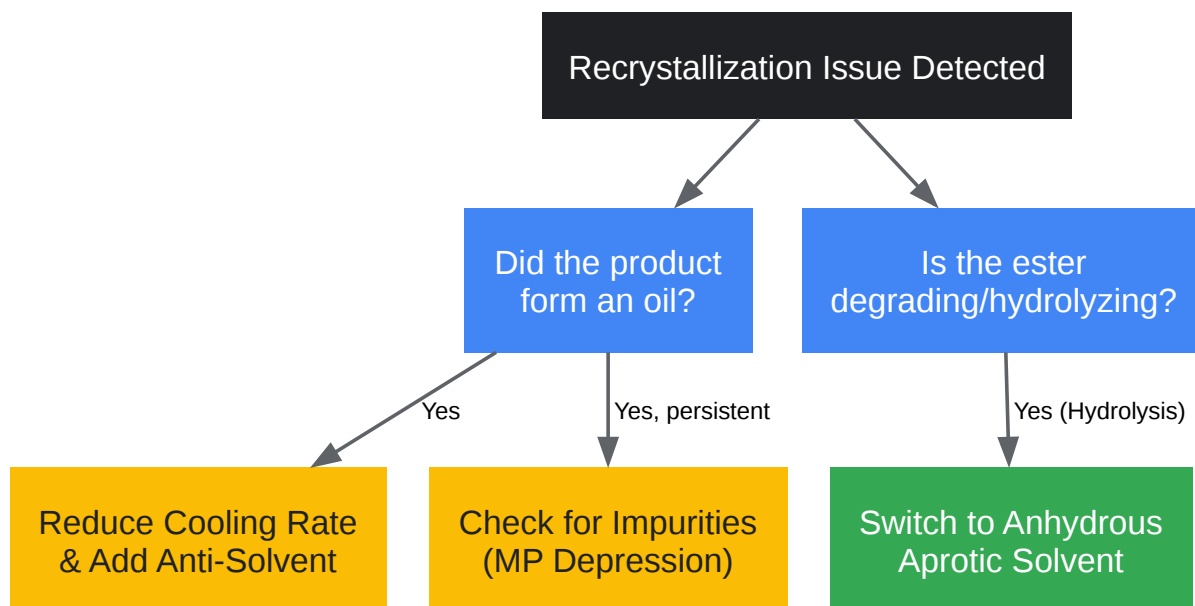 Recrystallization Issue Detected
Did the product
form an oil?
Is the ester
degrading/hydrolyzing?
Yes
Yes, persistent
Yes (Hydrolysis)
Reduce Cooling Rate
& Add Anti-Solvent
Check for Impurities
(MP Depression)
Switch to Anhydrous
Aprotic Solvent